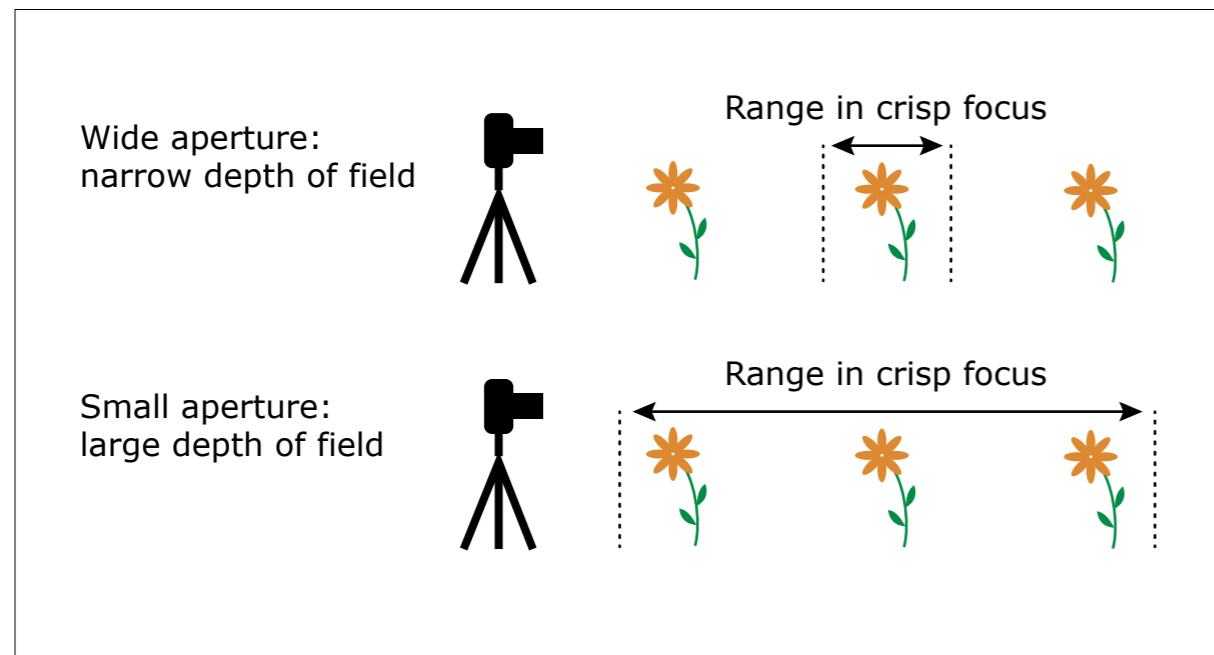 Range in crisp focus
Wide aperture:
narrow depth of field
Range in crisp focus
Small aperture:
large depth of field